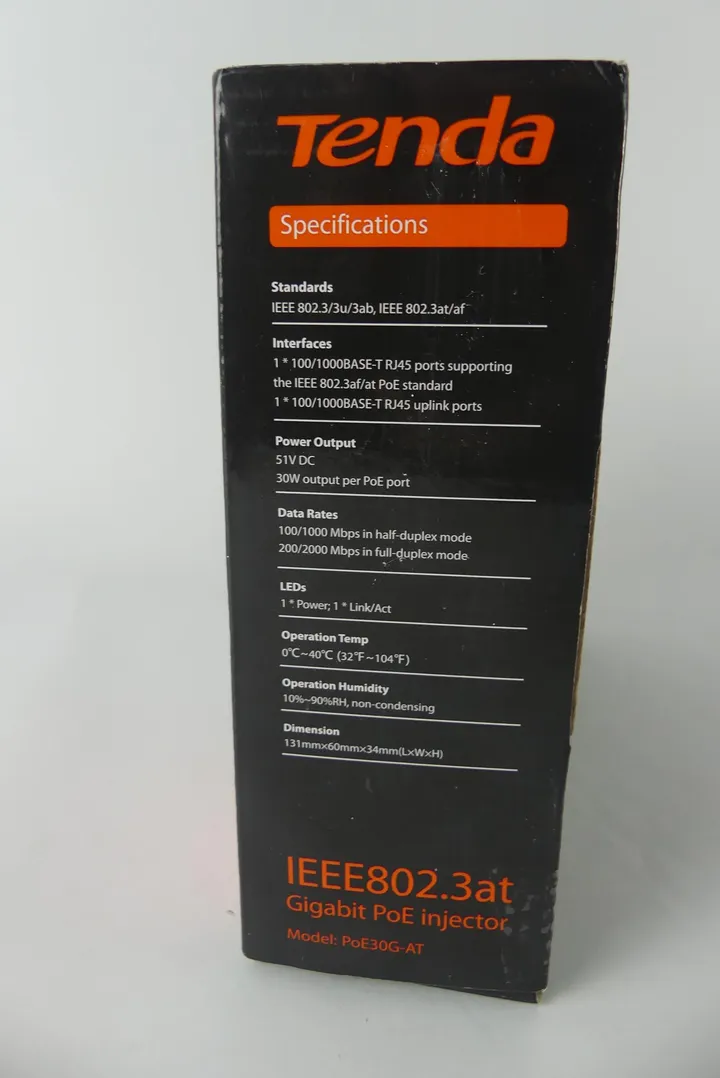 Tenda
Specifications
Standards
IEEE 802.3/3u/3ab, IEEE 802.3at/af
Interfaces
1 * 100/1000BASE-T RJ45 ports supporting
the IEEE 802.3af/at PoE standard
1 * 100/1000BASE-T RJ45 uplink ports
Power Output
51V DC
30W output per PoE port
Data Rates
100/1000 Mbps in half-duplex mode
200/2000 Mbps in full-duplex mode
LEDs
1 * Power; 1 * Link/Act
Operation Temp
0℃~40℃ (32℉~104℉)
Operation Humidity
10%~90%RH, non-condensing
Dimension
131mm×60mm×34mm(L×W×H)
IEEE802.3at
Gigabit PoE injector
Model: PoE30G-AT